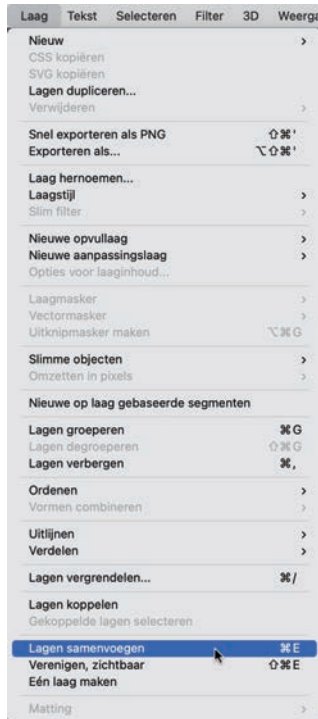 Laag Tekst Selecteren Filter 3D Weerga
Nieuw >
CSS kopiëren
SVG kopiëren
Lagen dupliceren...
Verwijderen >
Snel exporteren als PNG ⇧⌘'
Exporteren als... ⌥⇧⌘'
Laag hernoemen...
Laagstijl >
Slim filter >
Nieuwe opvullaag >
Nieuwe aanpassingslaag >
Opties voor laaginhoud...
Laagmasker >
Vectormasker >
Uitknipmasker maken ⌥⌘G
Slimme objecten >
Omzetten in pixels >
Nieuwe op laag gebaseerde segmenten
Lagen groeperen ⌘G
Lagen degroeperen ⇧⌘G
Lagen verbergen ⌘,
Ordenen >
Vormen combineren >
Uitlijnen >
Verdelen >
Lagen vergrendelen... ⌘/
Lagen koppelen
Gekoppelde lagen selecteren
Lagen samenvoegen ⌘E
Verenigen, zichtbaar ⇧⌘E
Eén laag maken
Matting >